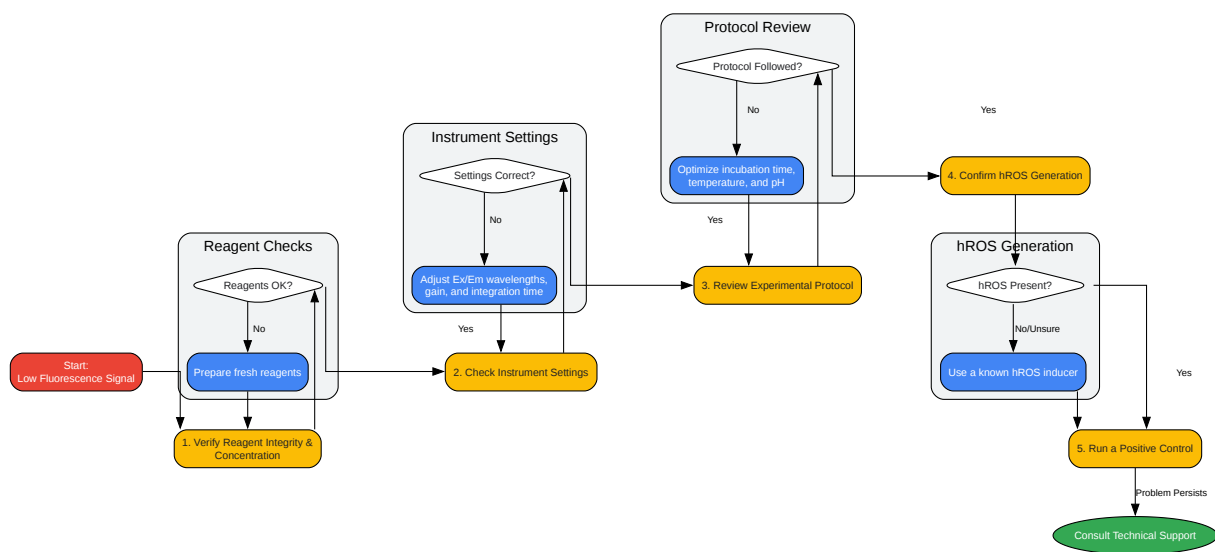 Protocol Review
Protocol Followed?
No
Yes
Optimize incubation time,
temperature, and pH
4. Confirm hROS Generation
Instrument Settings
Settings Correct?
No
Yes
Adjust Ex/Em wavelengths,
gain, and integration time
3. Review Experimental Protocol
Reagent Checks
Reagents OK?
No
Yes
hROS Generation
hROS Present?
No/Unsure
Start:
Low Fluorescence Signal
Prepare fresh reagents
2. Check Instrument Settings
Use a known hROS inducer
Yes
1. Verify Reagent Integrity &
Concentration
5. Run a Positive Control
Problem Persists
Consult Technical Support